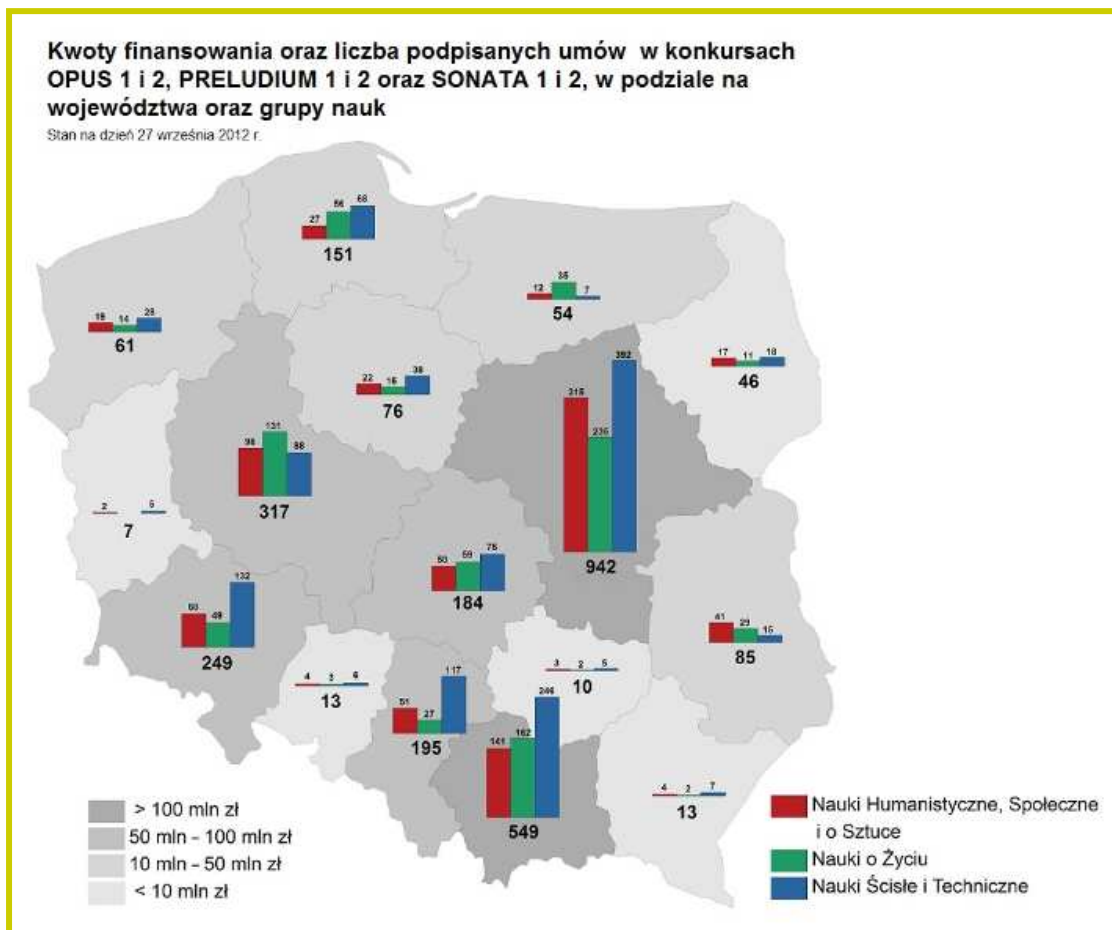 Kwoty finansowania oraz liczba podpisanych umów w konkursach
OPUS 1 i 2, PRELUDIUM 1 i 2 oraz SONATA 1 i 2, w podziale na
województwa oraz grupy nauk
Stan na dzień 27 września 2012 r.
27 56 68
151
12 35 7
54
19 14 28
61
17 11 18
46
22 16 38
76
315 235 392
942
98 131 88
317
2 5
7
50 59 75
184
132
49
249
41 29 15
85
4 3 6
13
3 2 5
10
51 27 117
195
141 162 246
549
4 2 7
13
> 100 mln zł
50 mln - 100 mln zł
10 mln - 50 mln zł
< 10 mln zł
Nauki Humanistyczne, Społeczne
i o Sztuce
Nauki o Życiu
Nauki Ścisłe i Techniczne